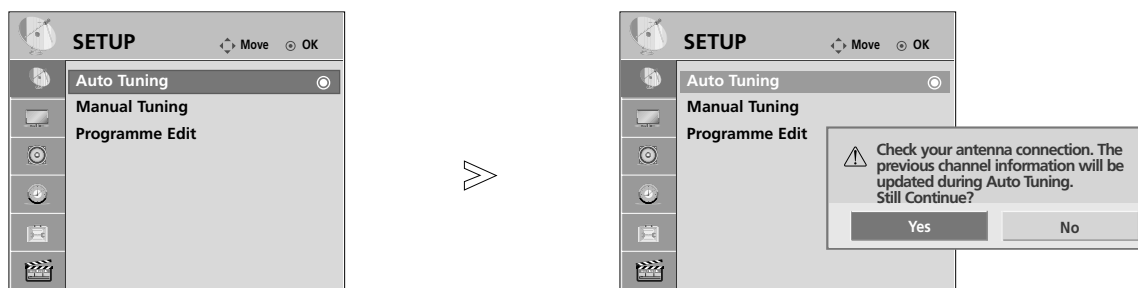 SETUP Move OK
Auto Tuning
Manual Tuning
Programme Edit
SETUP Move OK
Auto Tuning
Manual Tuning
Programme Edit
Check your antenna connection. The
previous channel information will be
updated during Auto Tuning.
Still Continue?
Yes No